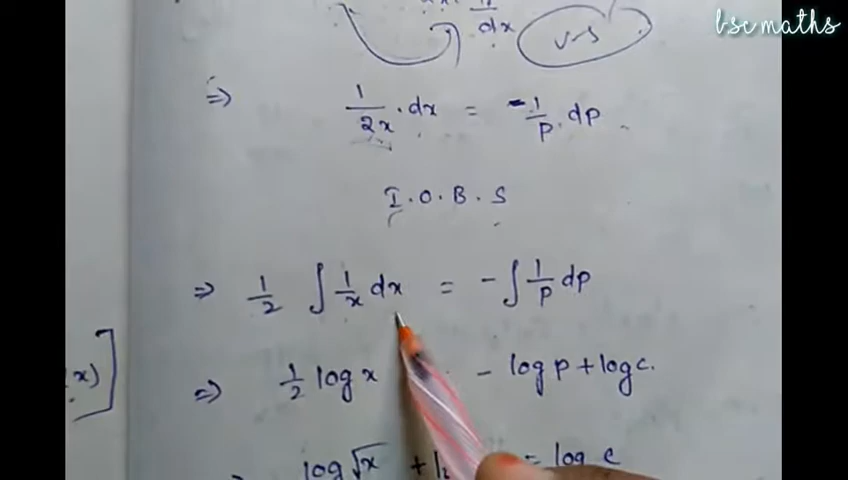 bsc maths
dx
V-S
⇒ 1/2x . dx = -1/p . dp
I.O.B.S
⇒ 1/2 ∫ 1/x dx = - ∫ 1/p dp
x)]
⇒ 1/2 log x - log p + log c.
log √x + = log c